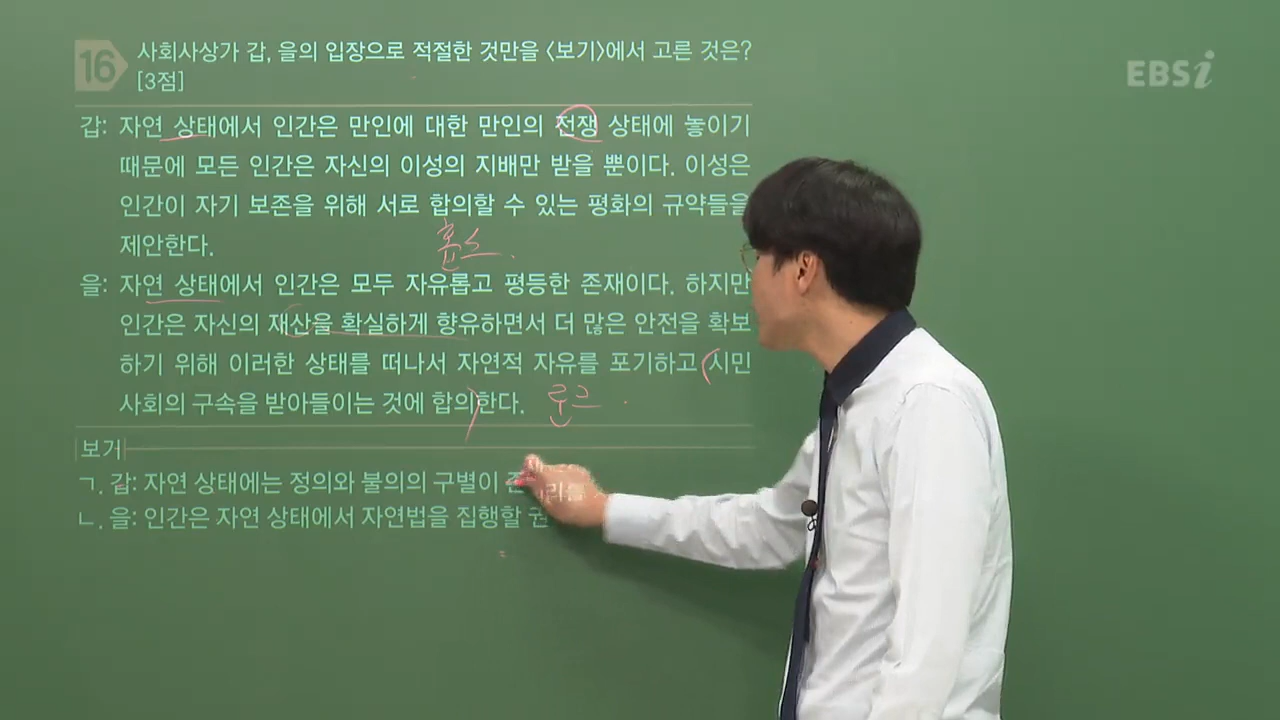 16 사회사상가 갑, 을의 입장으로 적절한 것만을 <보기>에서 고른 것은?
[3점]
EBSi
갑: 자연 상태에서 인간은 만인에 대한 만인의 전쟁 상태에 놓이기
때문에 모든 인간은 자신의 이성의 지배만 받을 뿐이다. 이성은
인간이 자기 보존을 위해 서로 합의할 수 있는 평화의 규약들을
제안한다.
홉스
을: 자연 상태에서 인간은 모두 자유롭고 평등한 존재이다. 하지만
인간은 자신의 재산을 확실하게 향유하면서 더 많은 안전을 확보
하기 위해 이러한 상태를 떠나서 자연적 자유를 포기하고 시민
사회의 구속을 받아들이는 것에 합의한다. 로크
보거
ㄱ. 갑: 자연 상태에는 정의와 불의의 구별이
ㄴ. 을: 인간은 자연 상태에서 자연법을 집행할 권